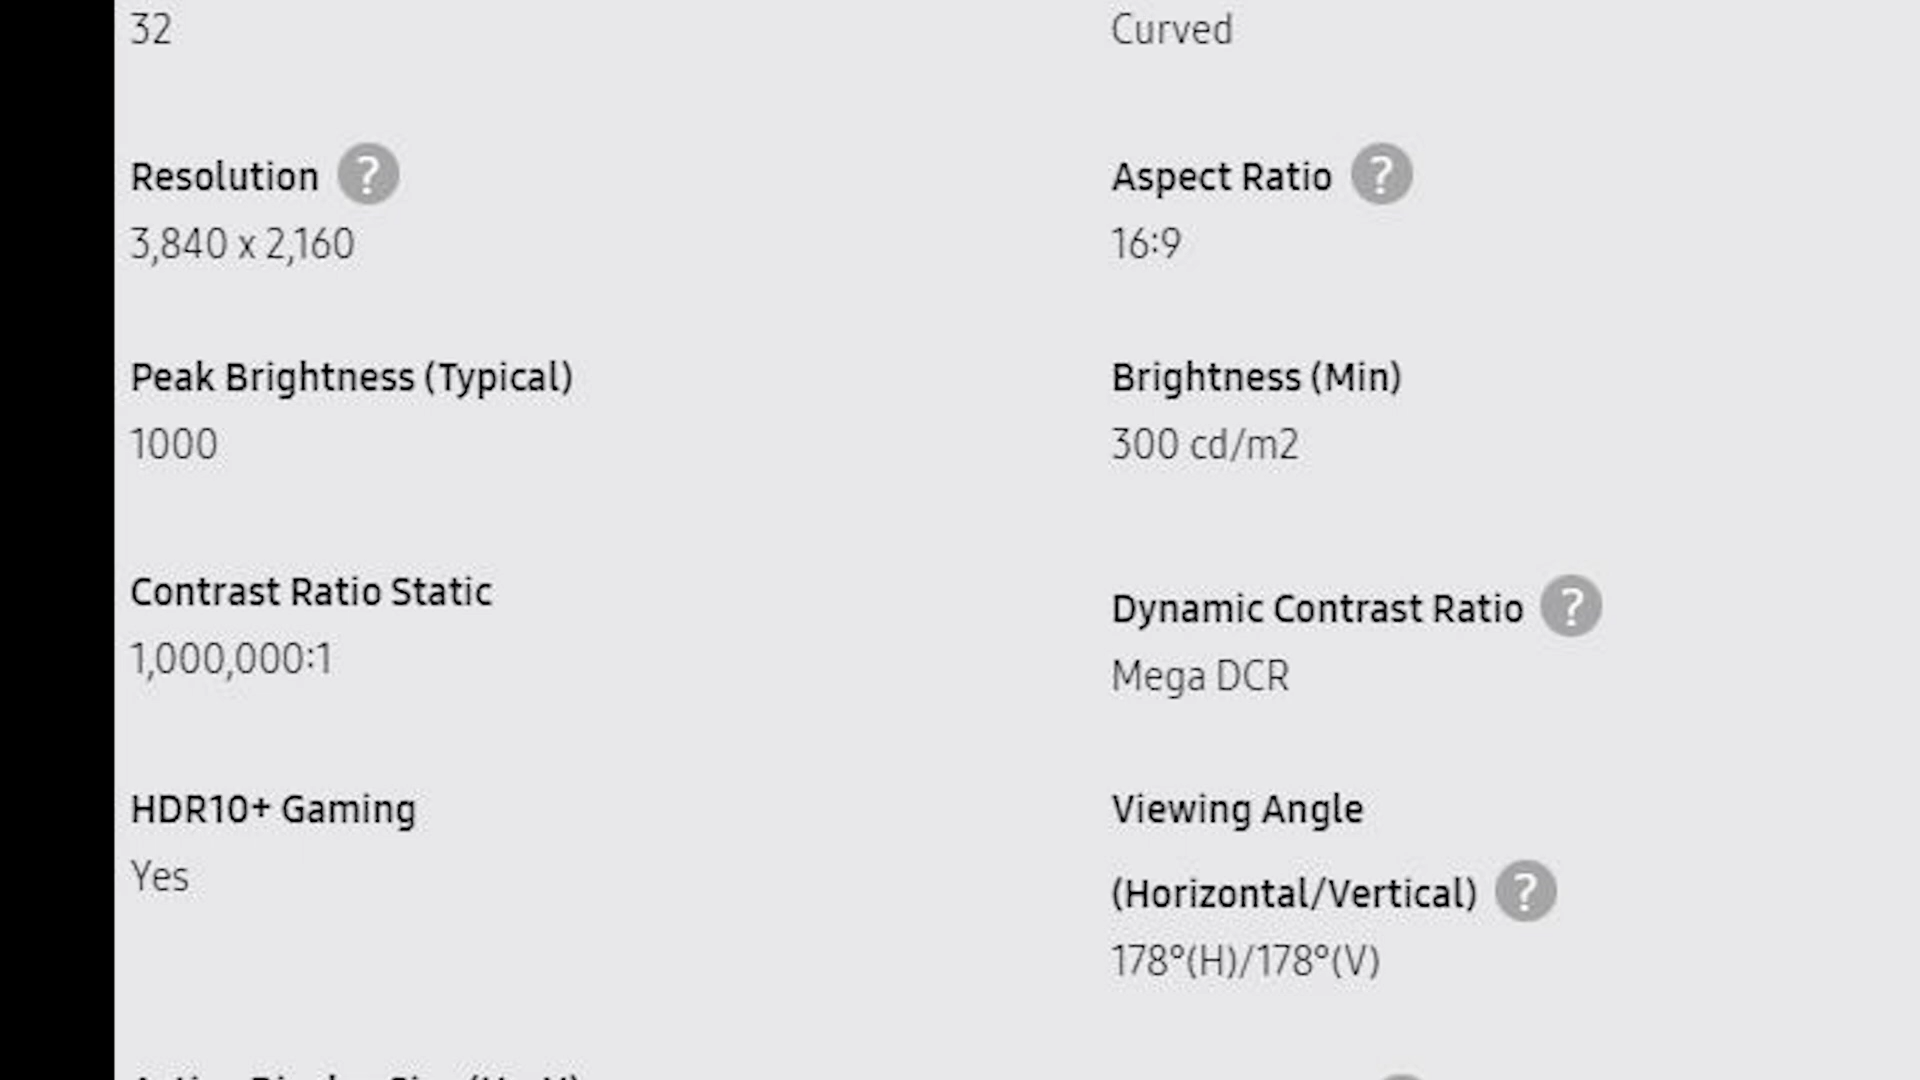 32
Curved
Resolution ?
3,840 x 2,160
Aspect Ratio ?
16:9
Peak Brightness (Typical)
1000
Brightness (Min)
300 cd/m2
Contrast Ratio Static
1,000,000:1
Dynamic Contrast Ratio ?
Mega DCR
HDR10+ Gaming
Yes
Viewing Angle
(Horizontal/Vertical) ?
178°(H)/178°(V)